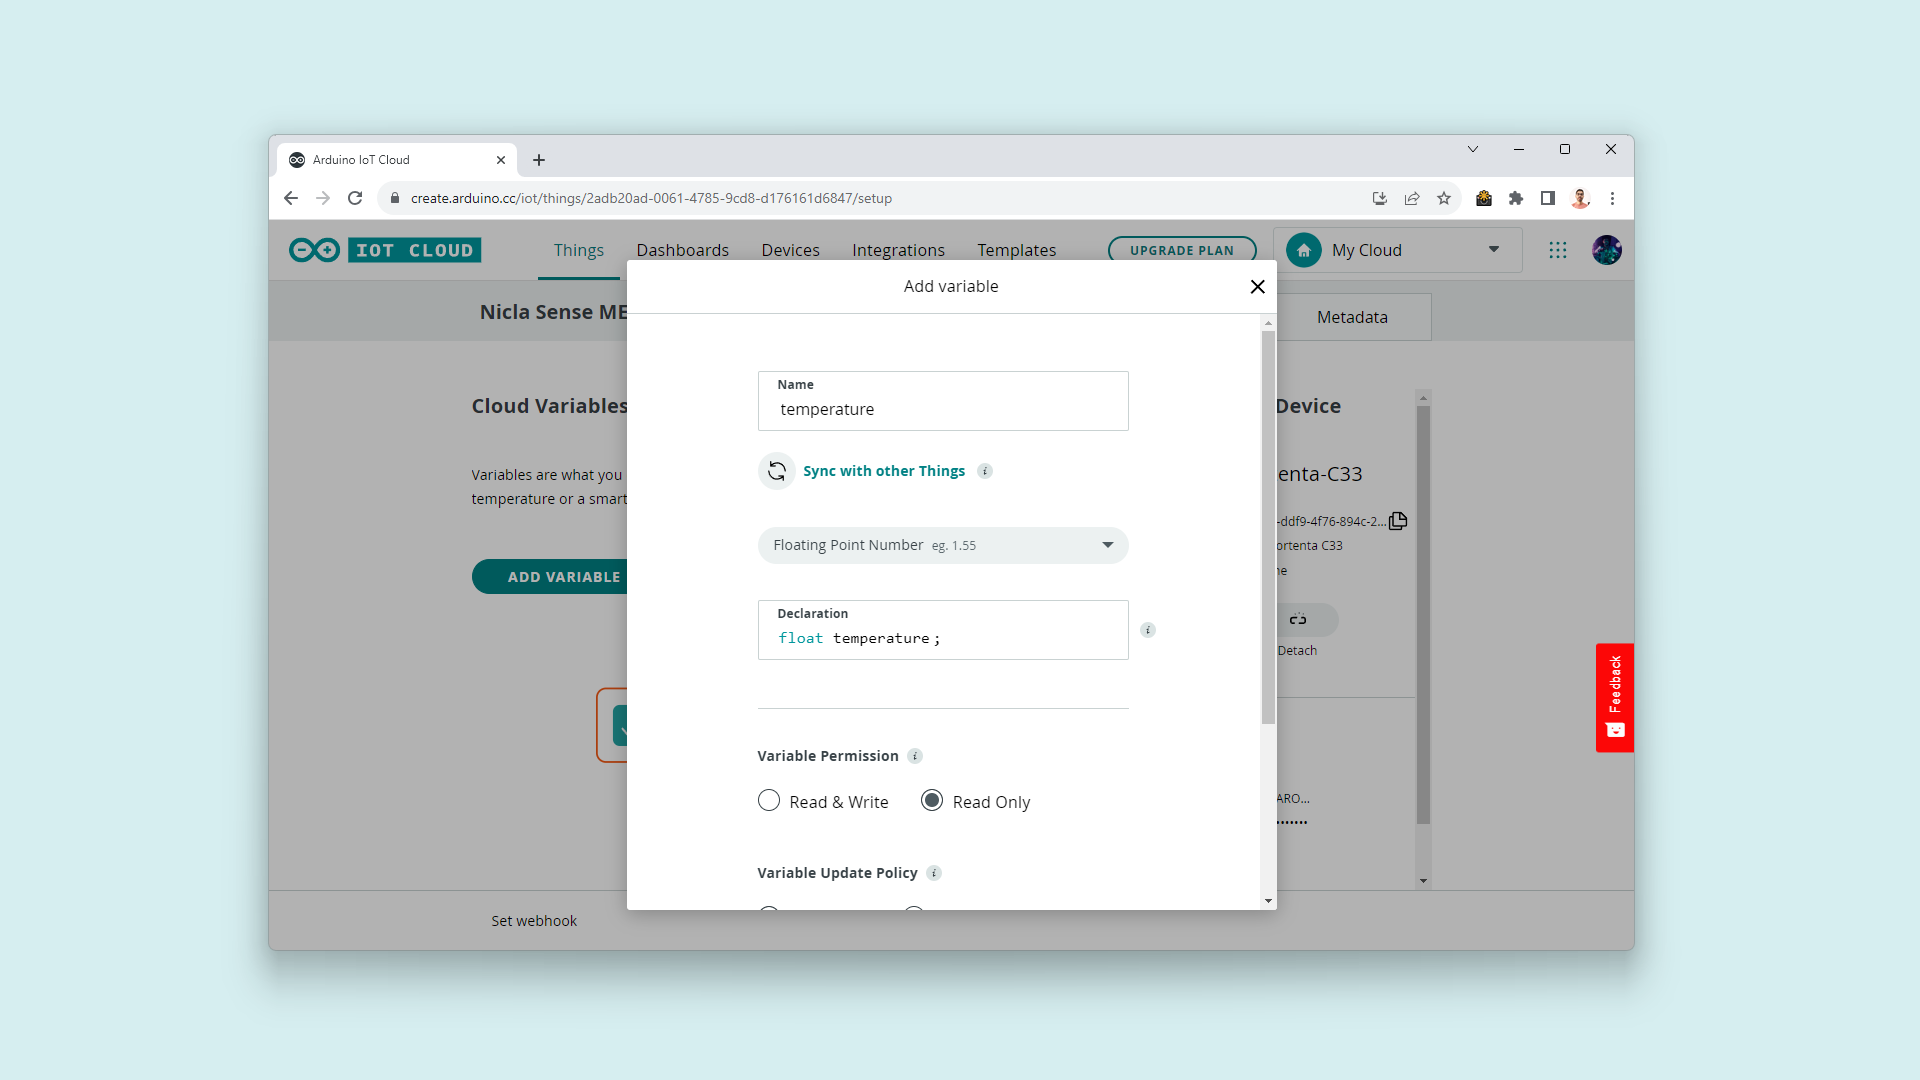 Arduino IoT Cloud
create.arduino.cc/iot/things/2adb20ad-0061-4785-9cd8-d176161d6847/setup
IOT CLOUD
Things
Dashboards
Devices
Integrations
Templates
UPGRADE PLAN
My Cloud
Nicla Sense ME
Metadata
Add variable
Cloud Variables
Variables are what you
temperature or a smart
ADD VARIABLE
Name
temperature
Sync with other Things
Floating Point Number eg. 1.55
Declaration
float temperature;
Variable Permission
Read & Write
Read Only
Variable Update Policy
Device
enta-C33
-ddf9-4f76-894c-2...
ortenta C33
ne
Detach
ARO...
Feedback
Set webhook